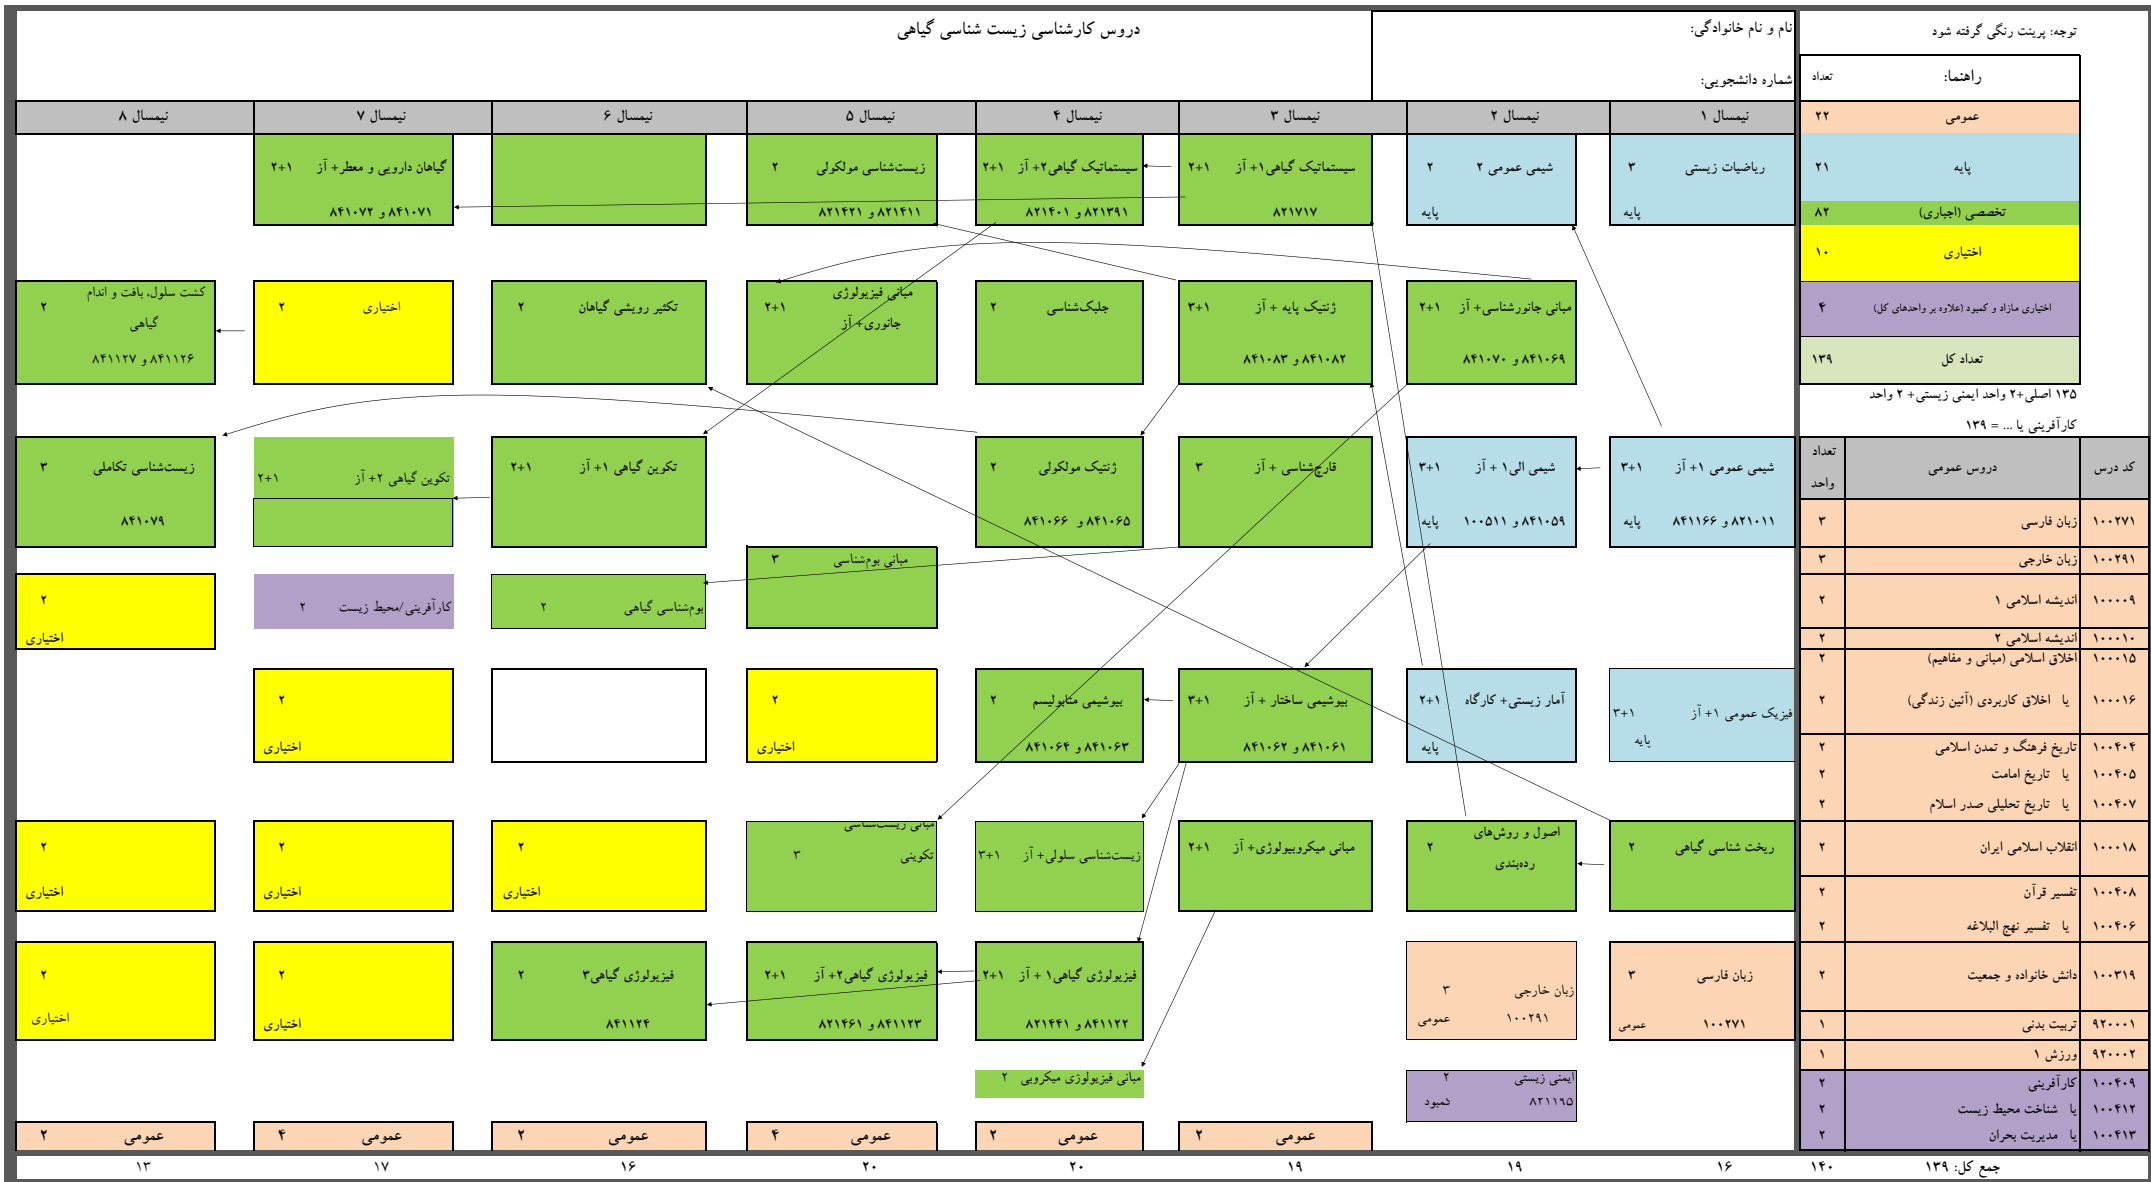 توجه: پرینت رنگی گرفته شود
نام و نام خانوادگی:
دروس کارشناسی زیست شناسی گیاهی
شماره دانشجویی:
راهنما: تعداد
عمومی ۲۲
پایه ۲۱
تخصصی (اجباری) ۸۲
اختیاری ۱۰
اختیاری مازاد و کمبود (علاوه بر واحدهای کل) ۴
تعداد کل ۱۳۹
۱۳۵ اصلی+۲ واحد ایمنی زیستی+ ۲ واحد
کارآفرینی یا ... = ۱۳۹
کد درس دروس عمومی تعداد واحد
۱۰۰۲۷۱ زبان فارسی ۳
۱۰۰۲۹۱ زبان خارجی ۳
۱۰۰۰۰۹ اندیشه اسلامی ۱ ۲
۱۰۰۰۱۰ اندیشه اسلامی ۲ ۲
۱۰۰۰۱۵ اخلاق اسلامی (مبانی و مفاهیم) ۲
۱۰۰۰۱۶ یا اخلاق کاربردی (آئین زندگی) ۲
۱۰۰۴۰۴ تاریخ فرهنگ و تمدن اسلامی ۲
۱۰۰۴۰۵ یا تاریخ امامت ۲
۱۰۰۴۰۷ یا تاریخ تحلیلی صدر اسلام ۲
۱۰۰۰۱۸ انقلاب اسلامی ایران ۲
۱۰۰۴۰۸ تفسیر قرآن ۲
۱۰۰۴۰۶ یا تفسیر نهج البلاغه ۲
۱۰۰۳۱۹ دانش خانواده و جمعیت ۲
۹۲۰۰۰۱ تربیت بدنی ۱
۹۲۰۰۰۲ ورزش ۱ ۱
۱۰۰۴۰۹ کارآفرینی ۲
۱۰۰۴۱۲ یا شناخت محیط زیست ۲
۱۰۰۴۱۳ یا مدیریت بحران ۲
جمع کل: ۱۳۹ ۱۴۰
نیمسال ۱ نیمسال ۲ نیمسال ۳ نیمسال ۴ نیمسال ۵ نیمسال ۶ نیمسال ۷ نیمسال ۸
ریاضیات زیستی ۳
پایه
شیمی عمومی ۲ ۲
پایه
سیستماتیک گیاهی۱+ آز ۲+۱
۸۲۱۷۱۷
سیستماتیک گیاهی۲+ آز ۲+۱
۸۲۱۳۹۱ و ۸۲۱۴۰۱
زیست‌شناسی مولکولی ۲
۸۲۱۴۱۱ و ۸۲۱۴۲۱
گیاهان دارویی و معطر+ آز ۲+۱
۸۴۱۰۷۱ و ۸۴۱۰۷۲
مبانی جانورشناسی+ آز ۲+۱
۸۴۱۰۶۹ و ۸۴۱۰۷۰
ژنتیک پایه + آز ۳+۱
۸۴۱۰۸۲ و ۸۴۱۰۸۳
جلبک‌شناسی ۲
مبانی فیزیولوژی
جانوری+ آز ۲+۱
تکثیر رویشی گیاهان ۲
اختیاری ۲
کشت سلول، بافت و اندام
گیاهی ۲
۸۴۱۱۲۶ و ۸۴۱۱۲۷
شیمی عمومی ۱+ آز ۳+۱
۸۲۱۰۱۱ و ۸۴۱۱۶۶ پایه
شیمی الی۱ + آز ۳+۱
۸۴۱۰۵۹ و ۱۰۰۵۱۱ پایه
قارچ‌شناسی + آز ۳
ژنتیک مولکولی ۲
۸۴۱۰۶۵ و ۸۴۱۰۶۶
تکوین گیاهی ۱+ آز ۲+۱
تکوین گیاهی ۲+ آز ۲+۱
زیست‌شناسی تکاملی ۳
۸۴۱۰۷۹
مبانی بوم‌شناسی ۳
بوم‌شناسی گیاهی ۲
کارآفرینی/محیط زیست ۲
۲
اختیاری
فیزیک عمومی ۱+ آز ۳+۱
پایه
آمار زیستی+ کارگاه ۲+۱
پایه
بیوشیمی ساختار + آز ۳+۱
۸۴۱۰۶۱ و ۸۴۱۰۶۲
بیوشیمی متابولیسم ۲
۸۴۱۰۶۳ و ۸۴۱۰۶۴
۲
اختیاری
۲
اختیاری
ریخت شناسی گیاهی ۲
اصول و روش‌های
رده‌بندی ۲
مبانی میکروبیولوژی+ آز ۲+۱
زیست‌شناسی سلولی+ آز ۳+۱
مبانی زیست‌شناسی
تکوینی ۳
۲
اختیاری
۲
اختیاری
۲
اختیاری
زبان فارسی ۳
۱۰۰۲۷۱ عمومی
زبان خارجی ۳
۱۰۰۲۹۱ عمومی
فیزیولوژی گیاهی۱ + آز ۲+۱
۸۴۱۱۲۲ و ۸۲۱۴۴۱
فیزیولوژی گیاهی۲+ آز ۲+۱
۸۴۱۱۲۳ و ۸۲۱۴۶۱
فیزیولوژی گیاهی۳ ۲
۸۴۱۱۲۴
۲
اختیاری
۲
اختیاری
ایمنی زیستی ۲
۸۲۱۱۹۵ کمبود
مبانی فیزیولوژی میکروبی ۲
عمومی ۲
عمومی ۲
عمومی ۴
عمومی ۲
عمومی ۴
عمومی ۲
۱۶ ۱۹ ۱۹ ۲۰ ۲۰ ۱۶ ۱۷ ۱۳